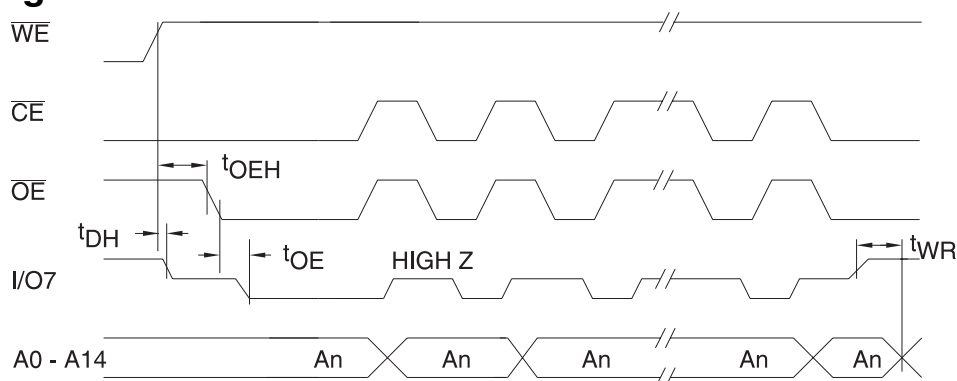 g
WE
CE
tOEH
OE
tDH
tOE
HIGH Z
tWR
I/O7
A0 - A14
An
An
An
An
An